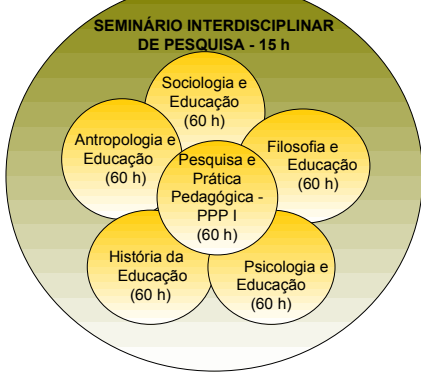 SEMINÁRIO INTERDISCIPLINAR
DE PESQUISA - 15 h
Sociologia e
Educação
(60 h)
Antropologia e
Educação
(60 h)
Filosofia e
Educação
(60 h)
Pesquisa e
Prática
Pedagógica -
PPP I
(60 h)
História da
Educação
(60 h)
Psicologia e
Educação
(60 h)